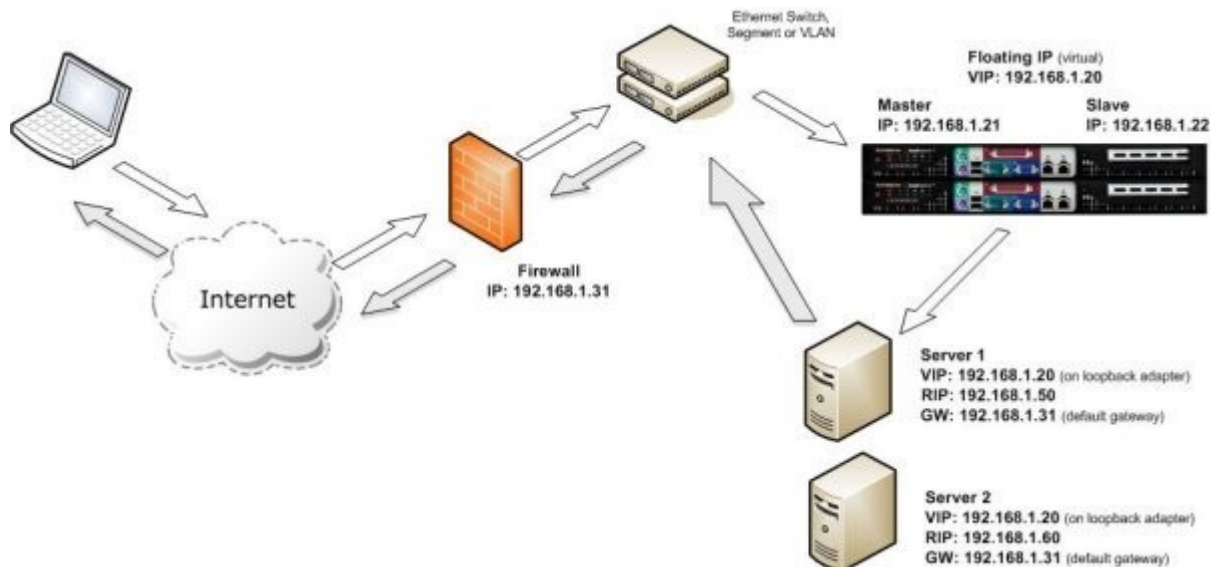 Ethernet Switch,
Segment or VLAN
Floating IP (virtual)
VIP: 192.168.1.20
Master
IP: 192.168.1.21
Slave
IP: 192.168.1.22
Firewall
IP: 192.168.1.31
Internet
Server 1
VIP: 192.168.1.20 (on loopback adapter)
RIP: 192.168.1.50
GW: 192.168.1.31 (default gateway)
Server 2
VIP: 192.168.1.20 (on loopback adapter)
RIP: 192.168.1.60
GW: 192.168.1.31 (default gateway)